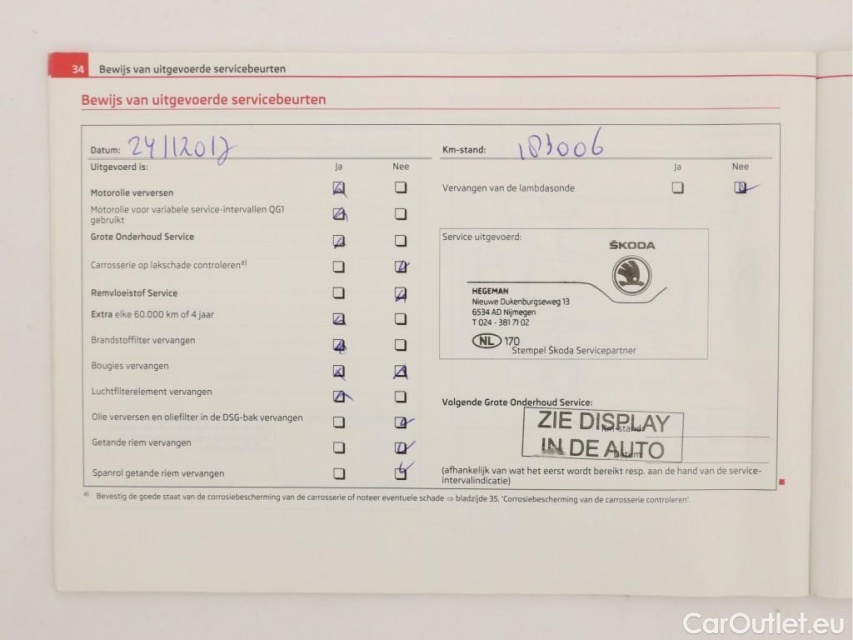 34 Bewijs van uitgevoerde servicebeurten
Bewijs van uitgevoerde servicebeurten
Datum: 24/12017
Km-stand: 183006
Uitgevoerd is: Ja Nee
Ja Nee
Motorolie verversen
Vervangen van de lambdasonde
Motorolie voor variabele service-intervallen QG1
gebruikt
Grote Onderhoud Service
Service uitgevoerd:
ŠKODA
Carrosserie op lakschade controleren a)
Remvloeistof Service
HEGEMAN
Nieuwe Dukenburgseweg 13
6534 AD Nijmegen
T 024 - 381 71 02
Extra elke 60.000 km of 4 jaar
Brandstoffilter vervangen
NL 170
Stempel Škoda Servicepartner
Bougies vervangen
Luchtfilterelement vervangen
Volgende Grote Onderhoud Service:
Olie verversen en oliefilter in de DSG-bak vervangen
ZIE DISPLAY
Km-stand
IN DE AUTO
Datum
Getande riem vervangen
Spanrol getande riem vervangen
(afhankelijk van wat het eerst wordt bereikt resp. aan de hand van de service-
intervalindicatie)
a) Bevestig de goede staat van de corrosiebescherming van de carrosserie of noteer eventuele schade ⇒ bladzijde 35, 'Corrosiebescherming van de carrosserie controleren'.
CarOutlet.eu